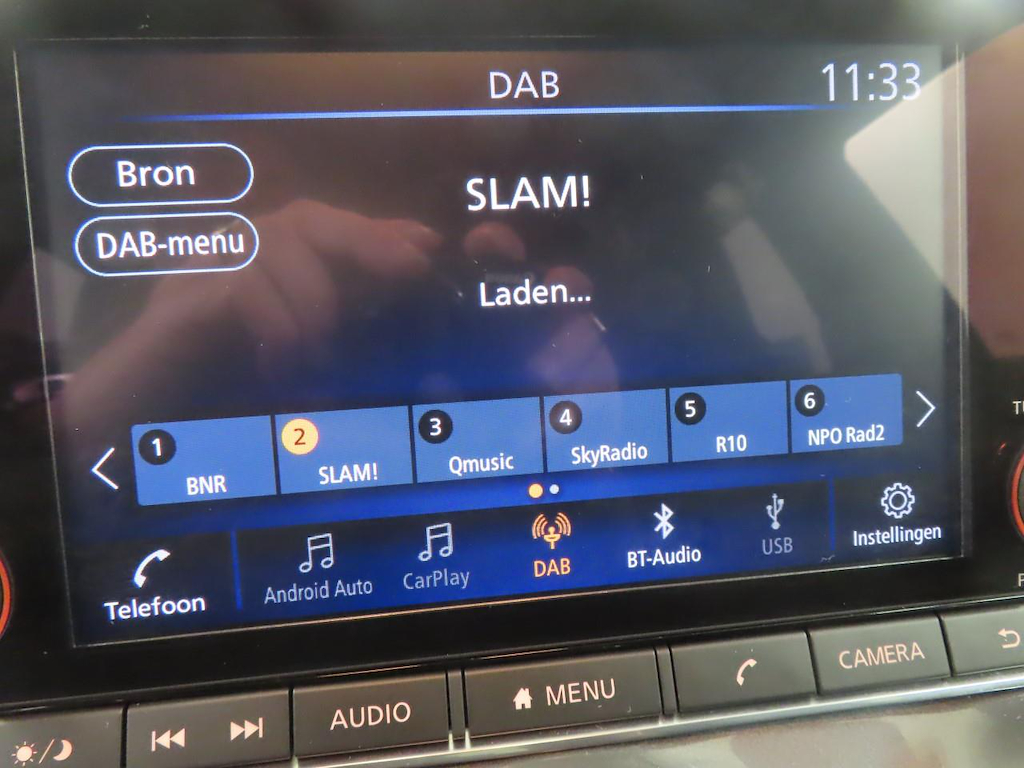 DAB
11:33
Bron
SLAM!
DAB-menu
Laden...
1 BNR
2 SLAM!
3 Qmusic
4 SkyRadio
5 R10
6 NPO Rad2
Telefoon
Android Auto
CarPlay
DAB
BT-Audio
USB
Instellingen
AUDIO
MENU
CAMERA